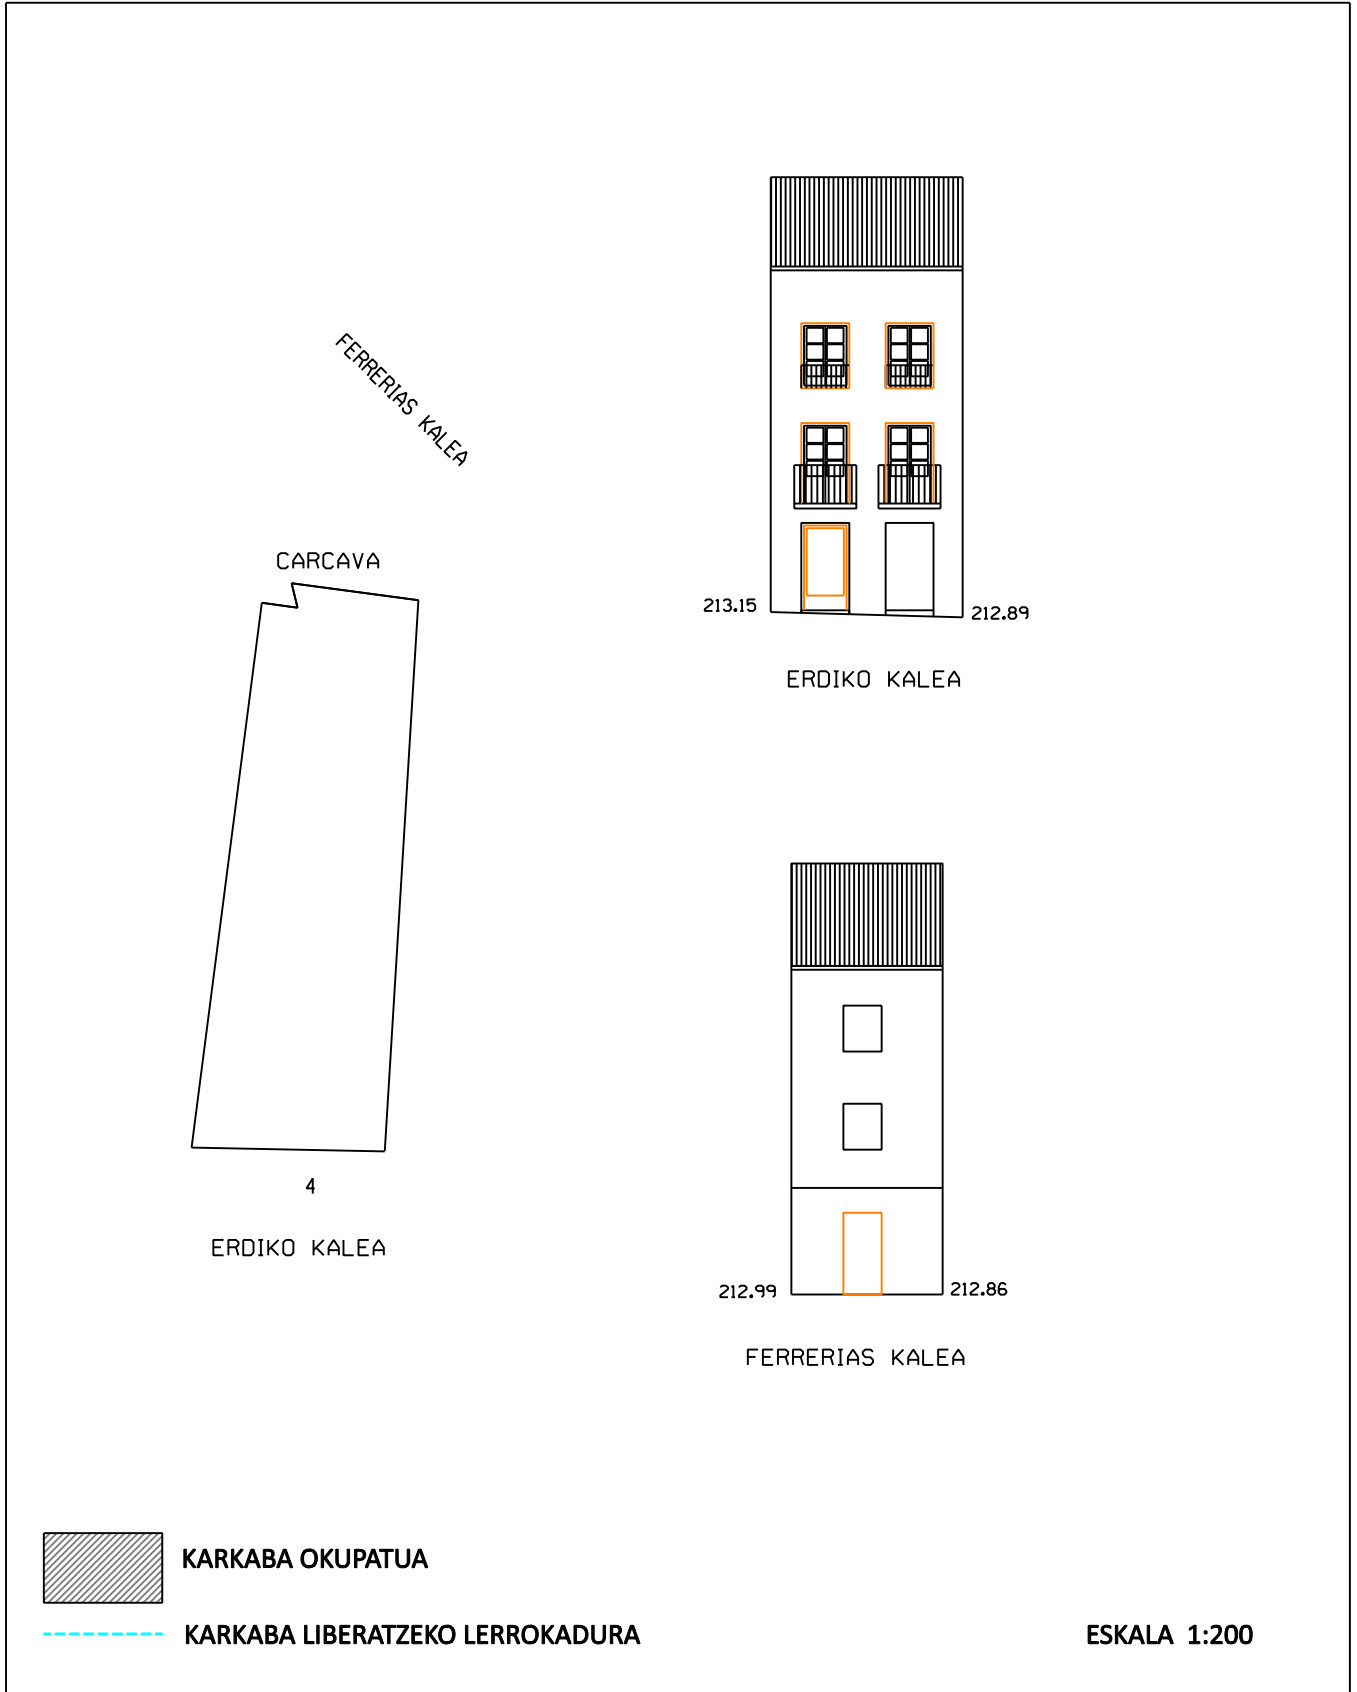 FERRERIAS KALEA
CARCAVA
4
ERDIKO KALEA
213.15
212.89
ERDIKO KALEA
212.99
212.86
FERRERIAS KALEA
KARKABA OKUPATUA
KARKABA LIBERATZEKO LERROKADURA
ESKALA 1:200